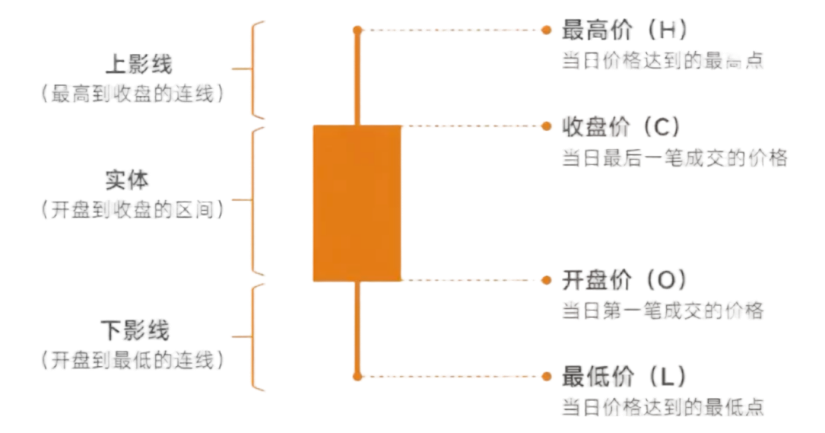 上影线
（最高到收盘的连线）
实体
（开盘到收盘的区间）
下影线
（开盘到最低的连线）
最高价（H）
当日价格达到的最高点
收盘价（C）
当日最后一笔成交的价格
开盘价（O）
当日第一笔成交的价格
最低价（L）
当日价格达到的最低点